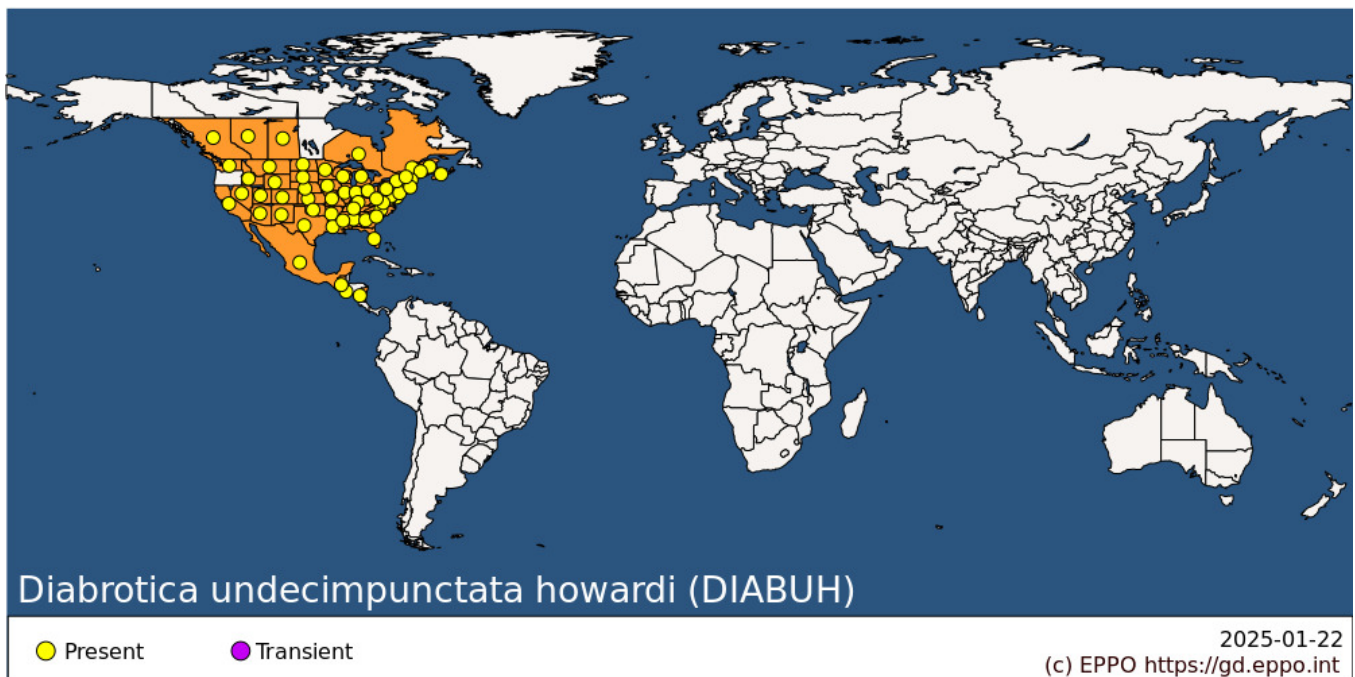 Diabrotica undecimpunctata howardi (DIABUH)
Present
Transient
2025-01-22
(c) EPPO https://gd.eppo.int